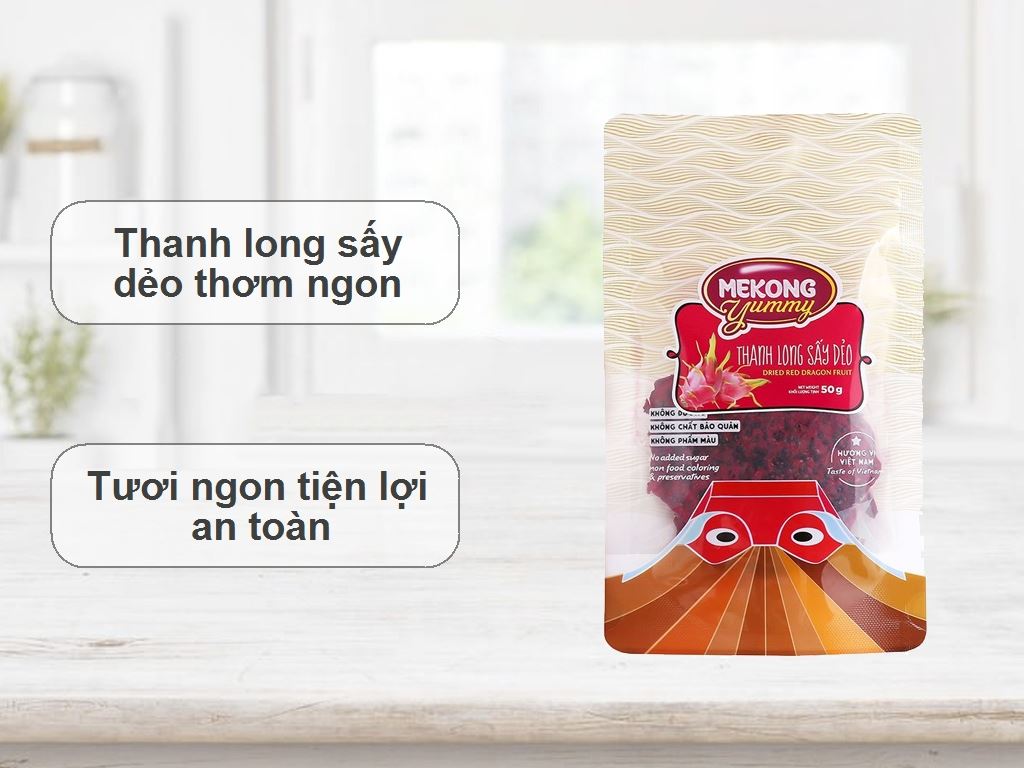 Thanh long sấy
dẻo thơm ngon
Tươi ngon tiện lợi
an toàn
MEKONG
Yummy
THANH LONG SẤY DẺO
DRIED RED DRAGON FRUIT
NET WEIGHT
KHỐI LƯỢNG TỊNH 50g
KHÔNG
KHÔNG CHẤT BẢO QUẢN
KHÔNG PHẨM MÀU
No added sugar
non food coloring
& preservatives
HƯƠNG VỊ
VIỆT NAM
Taste of Vietnam